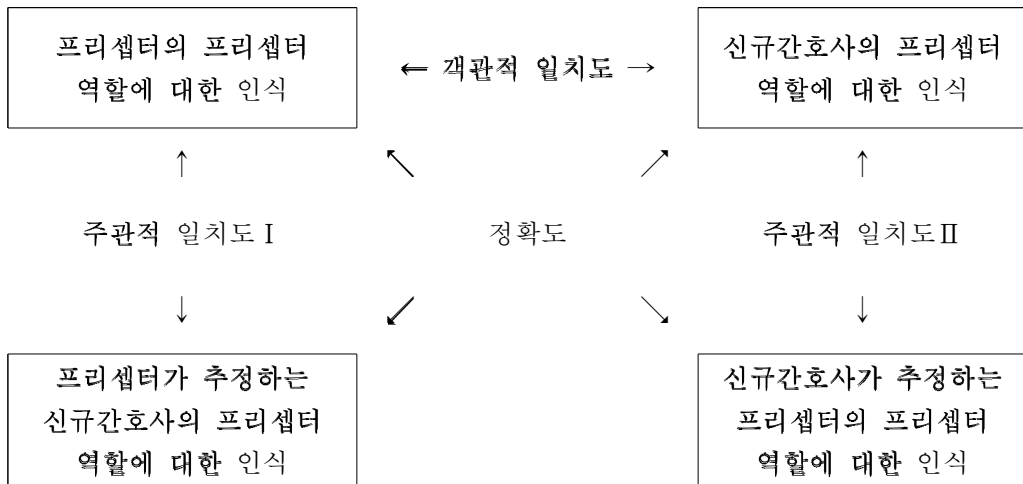 프리셉터의 프리셉터
역할에 대한 인식
← 객관적 일치도 →
신규간호사의 프리셉터
역할에 대한 인식
↑ ↖ ↗ ↑
주관적 일치도Ⅰ
정확도
주관적 일치도Ⅱ
↓ ↙ ↘ ↓
프리셉터가 추정하는
신규간호사의 프리셉터
역할에 대한 인식
신규간호사가 추정하는
프리셉터의 프리셉터
역할에 대한 인식